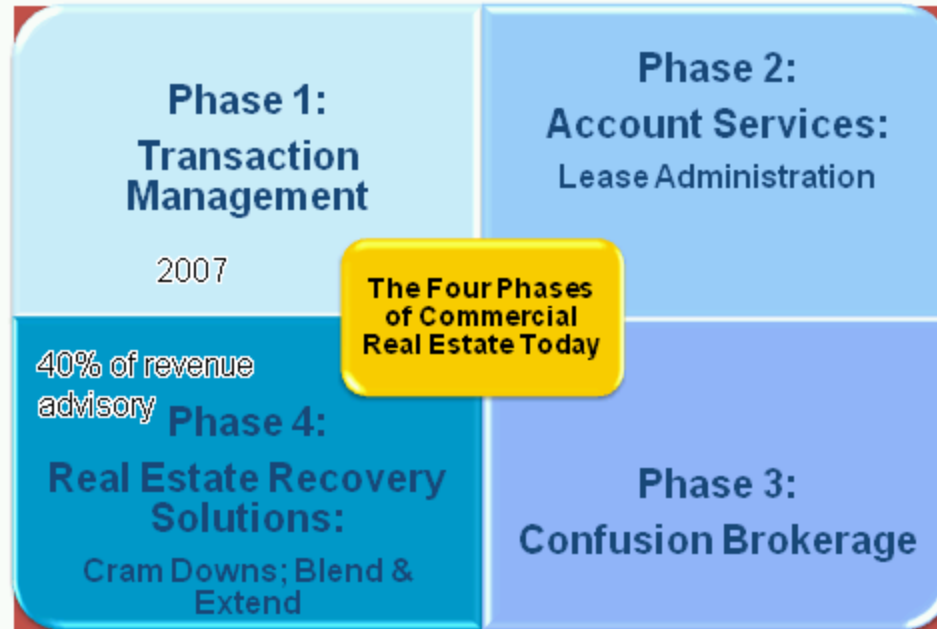 Phase 1:
Transaction
Management
2007
Phase 2:
Account Services:
Lease Administration
The Four Phases
of Commercial
Real Estate Today
40% of revenue
advisory
Phase 4:
Real Estate Recovery
Solutions:
Cram Downs; Blend &
Extend
Phase 3:
Confusion Brokerage